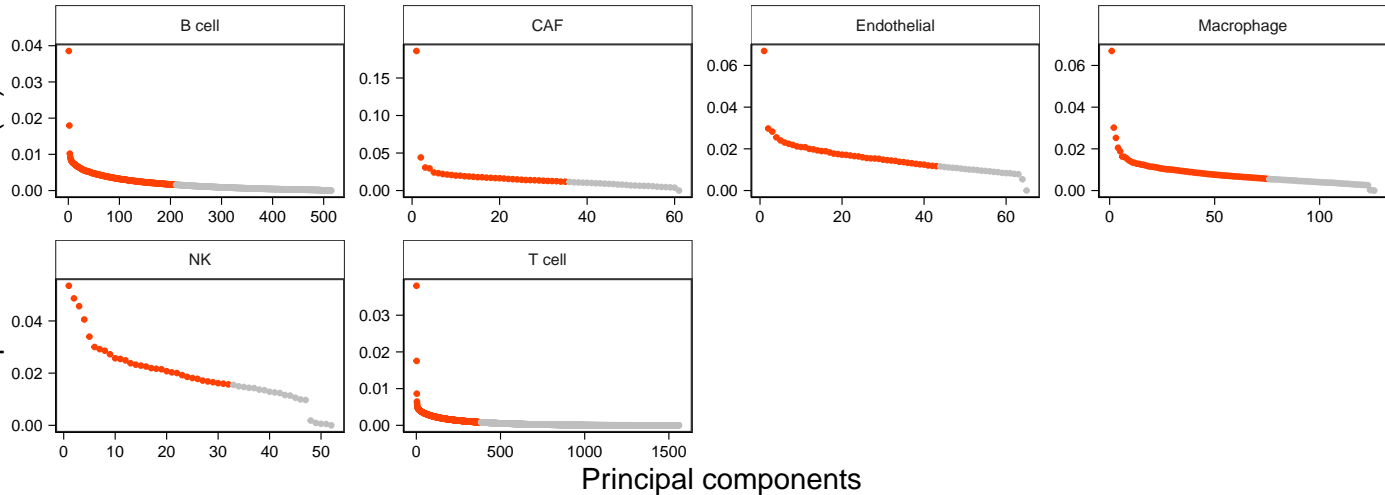 B cell CAF Endothelial Macrophage
0.04 0.03 0.02 0.01 0.00
0.15 0.10 0.05 0.00
0.06 0.04 0.02 0.00
0.06 0.04 0.02 0.00
0 100 200 300 400 500
0 20 40 60
0 20 40 60
0 50 100
NK T cell
0.04 0.02 0.00
0.03 0.02 0.01 0.00
0 10 20 30 40 50
0 500 1000 1500
Principal components